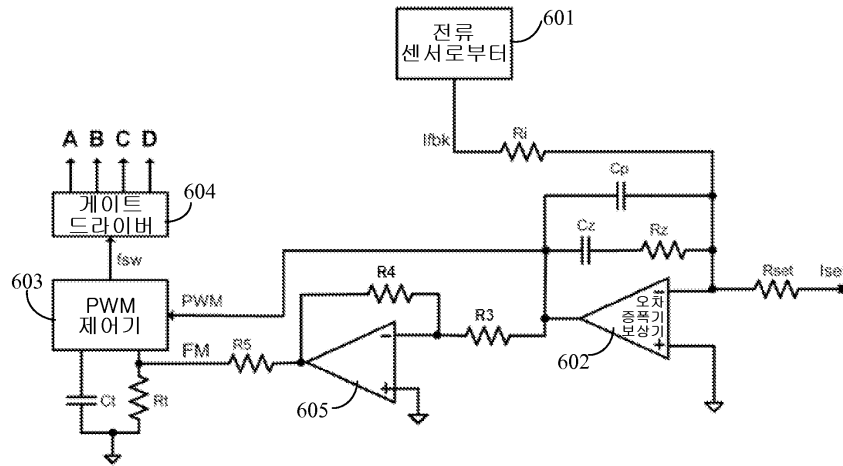 전류
센서로부터
601
Ifbk
Ri
A B C D
게이트
드라이버
604
fsw
Cp
Cz
Rz
603
PWM
제어기
PWM
R4
R3
오차
증폭기
보상기
602
Rset
Iset
FM
R5
605
Ct
Rt